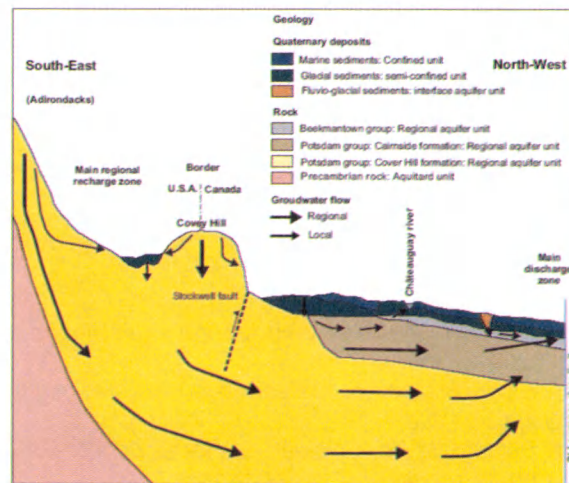 Geology
Quaternary deposits
Marine sediments: Confined unit
Glacial sediments: semi-confined unit
Fluvio-glacial sediments: interface aquifer unit
Rock
Beekmantown group: Regional aquifer unit
Potsdam group: Cairnside formation: Regional aquifer unit
Potsdam group: Cover Hill formation: Regional aquifer unit
Precambrian rock: Aquitard unit
Groudwater flow
Regional
Local
South-East
(Adirondacks)
North-West
Main regional
recharge zone
Border
U.S.A.
Canada
Covey Hill
Stockwell fault
Châteauguay river
Main
discharge
zone